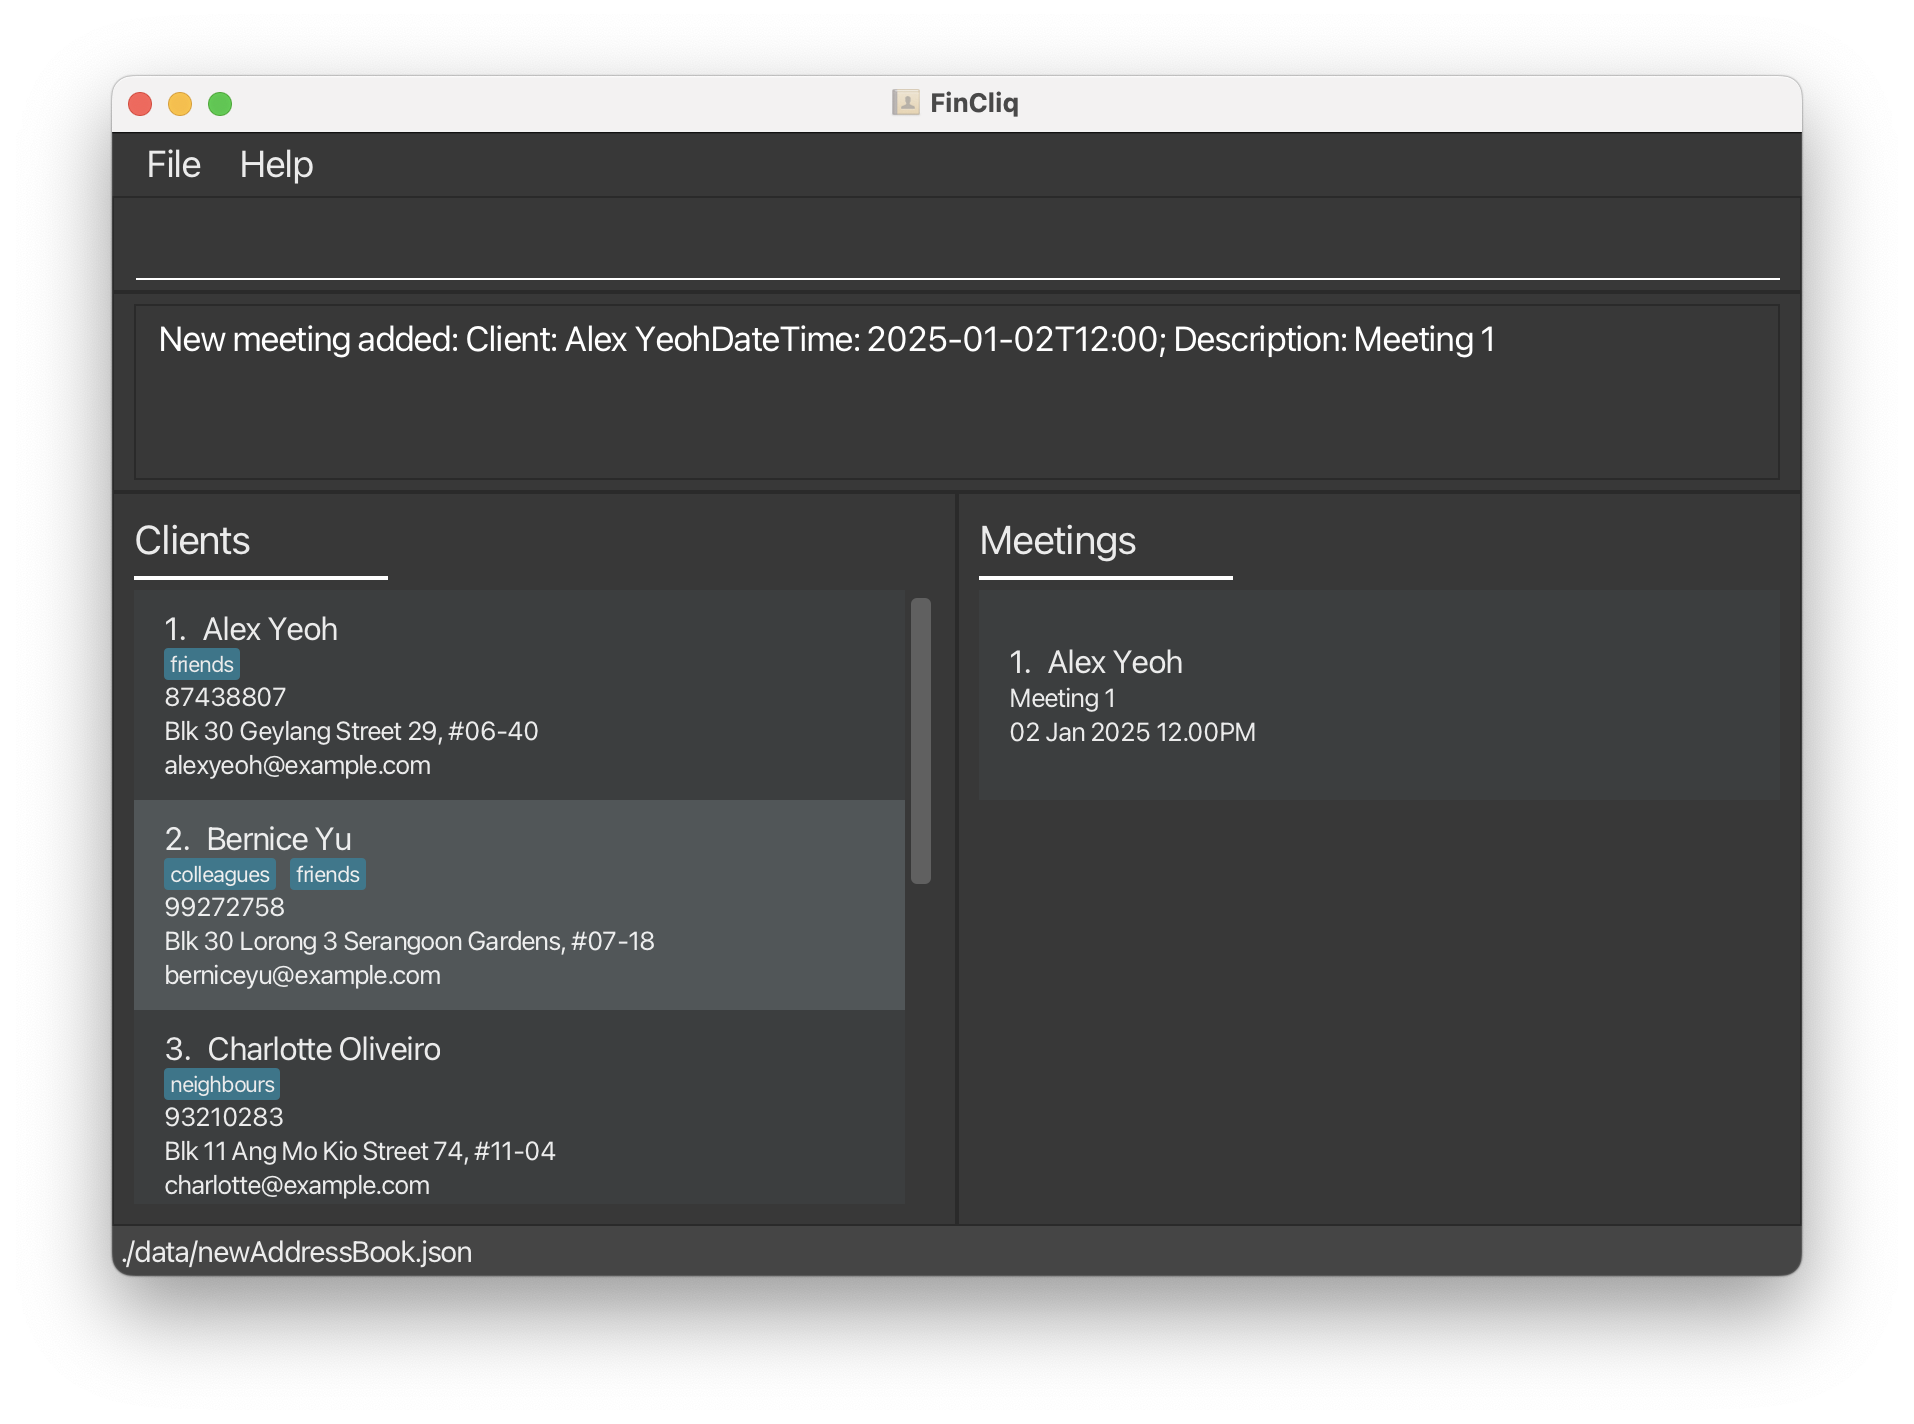 FinCliq
File Help
New meeting added: Client: Alex YeohDateTime: 2025-01-02T12:00; Description: Meeting 1
Clients
1. Alex Yeoh
friends
87438807
Blk 30 Geylang Street 29, #06-40
alexyeoh@example.com
2. Bernice Yu
colleagues friends
99272758
Blk 30 Lorong 3 Serangoon Gardens, #07-18
berniceyu@example.com
3. Charlotte Oliveiro
neighbours
93210283
Blk 11 Ang Mo Kio Street 74, #11-04
charlotte@example.com
Meetings
1. Alex Yeoh
Meeting 1
02 Jan 2025 12.00PM
./data/newAddressBook.json